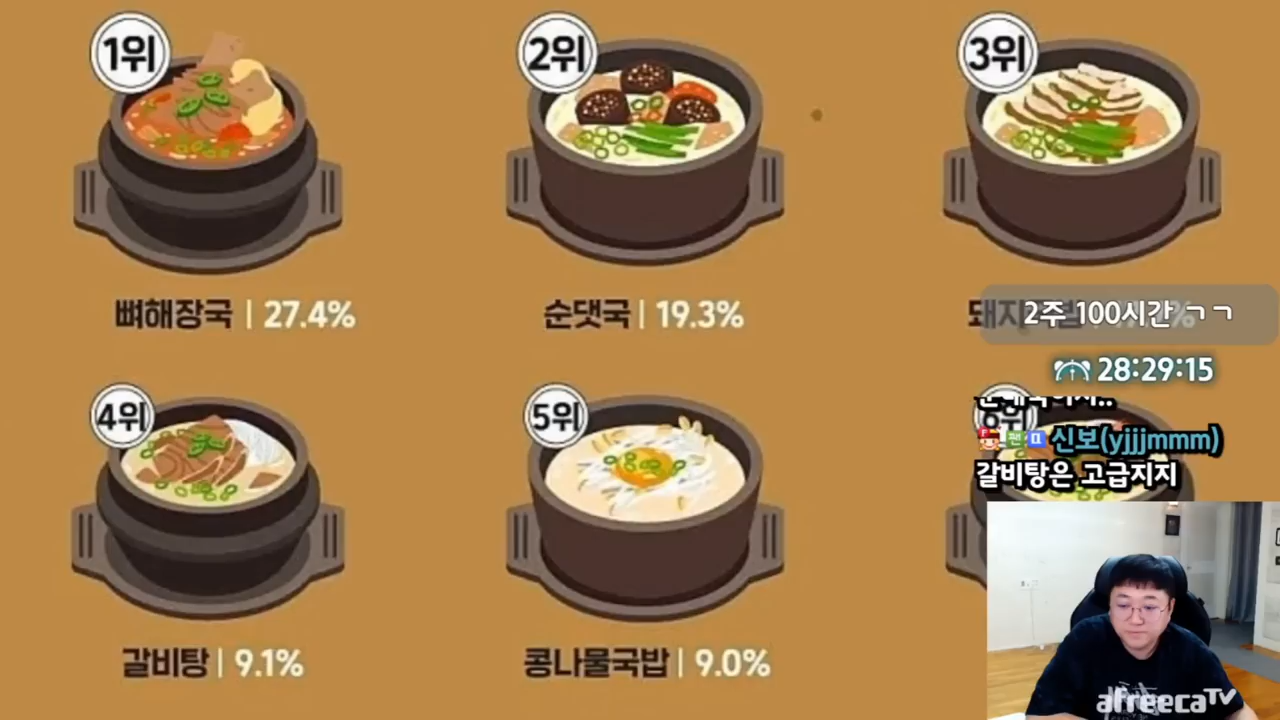 1위
2위
3위
뼈해장국 | 27.4%
순댓국 | 19.3%
2주 100시간 ㄱㄱ
28:29:15
4위
5위
6위
신보(yjjjmmm)
갈비탕은 고급지지
갈비탕 | 9.1%
콩나물국밥 | 9.0%
afreecaTV